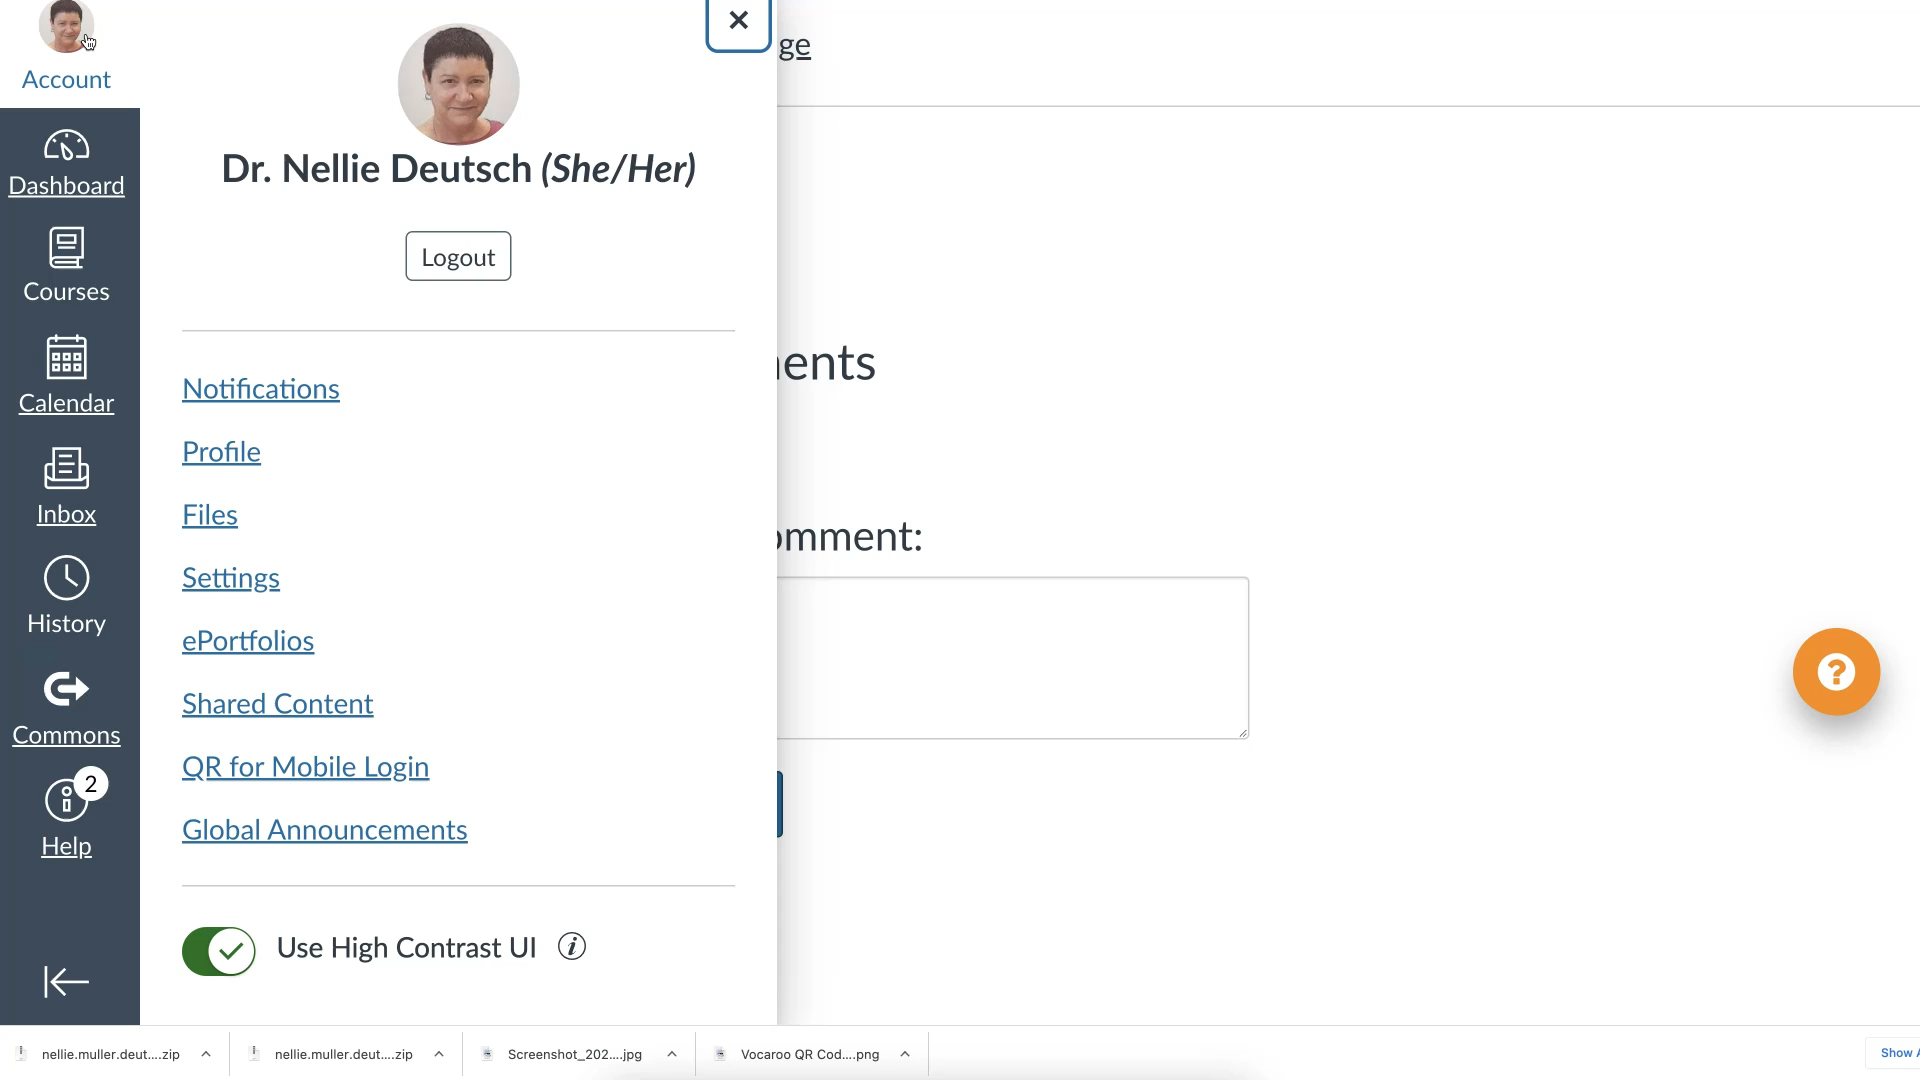 Account
Dashboard
Courses
Calendar
Inbox
History
Commons
2
Help
Dr. Nellie Deutsch (She/Her)
Logout
Notifications
Profile
Files
Settings
ePortfolios
Shared Content
QR for Mobile Login
Global Announcements
Use High Contrast UI
ge
ents
omment:
nellie.muller.deut....zip
nellie.muller.deut....zip
Screenshot_202....jpg
Vocaroo QR Cod....png
Show